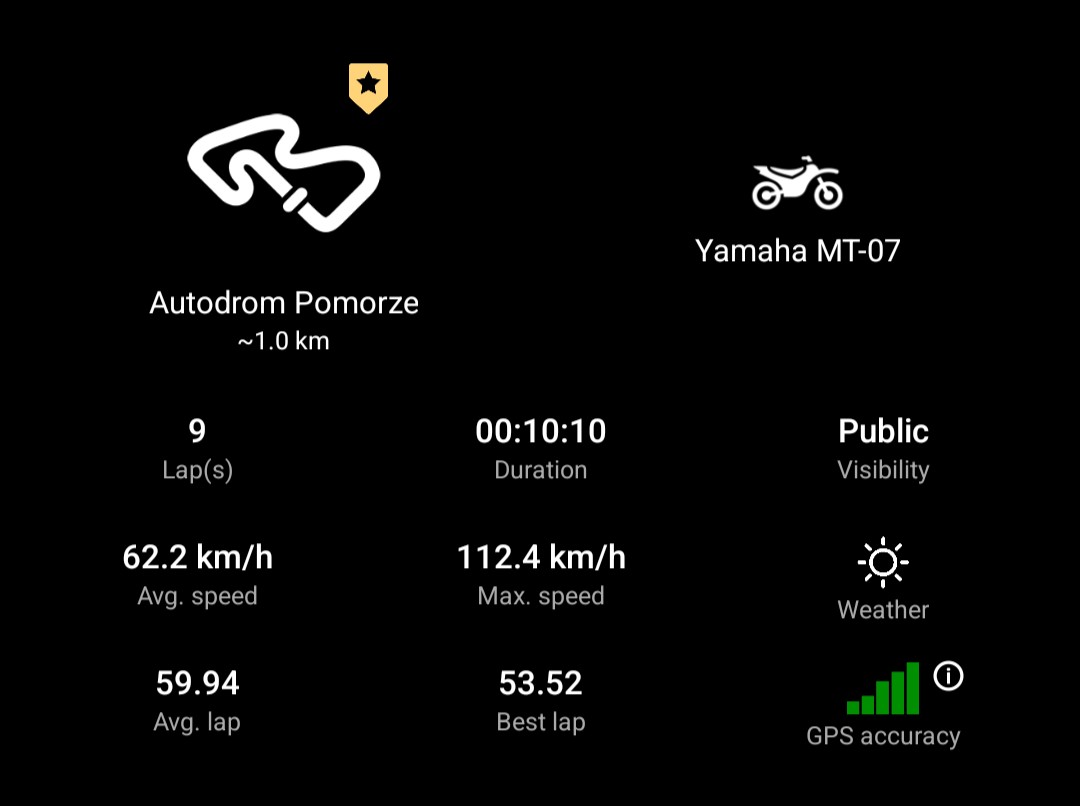 Autodrom Pomorze
~1.0 km
Yamaha MT-07
9
Lap(s)
00:10:10
Duration
Public
Visibility
62.2 km/h
Avg. speed
112.4 km/h
Max. speed
Weather
59.94
Avg. lap
53.52
Best lap
GPS accuracy